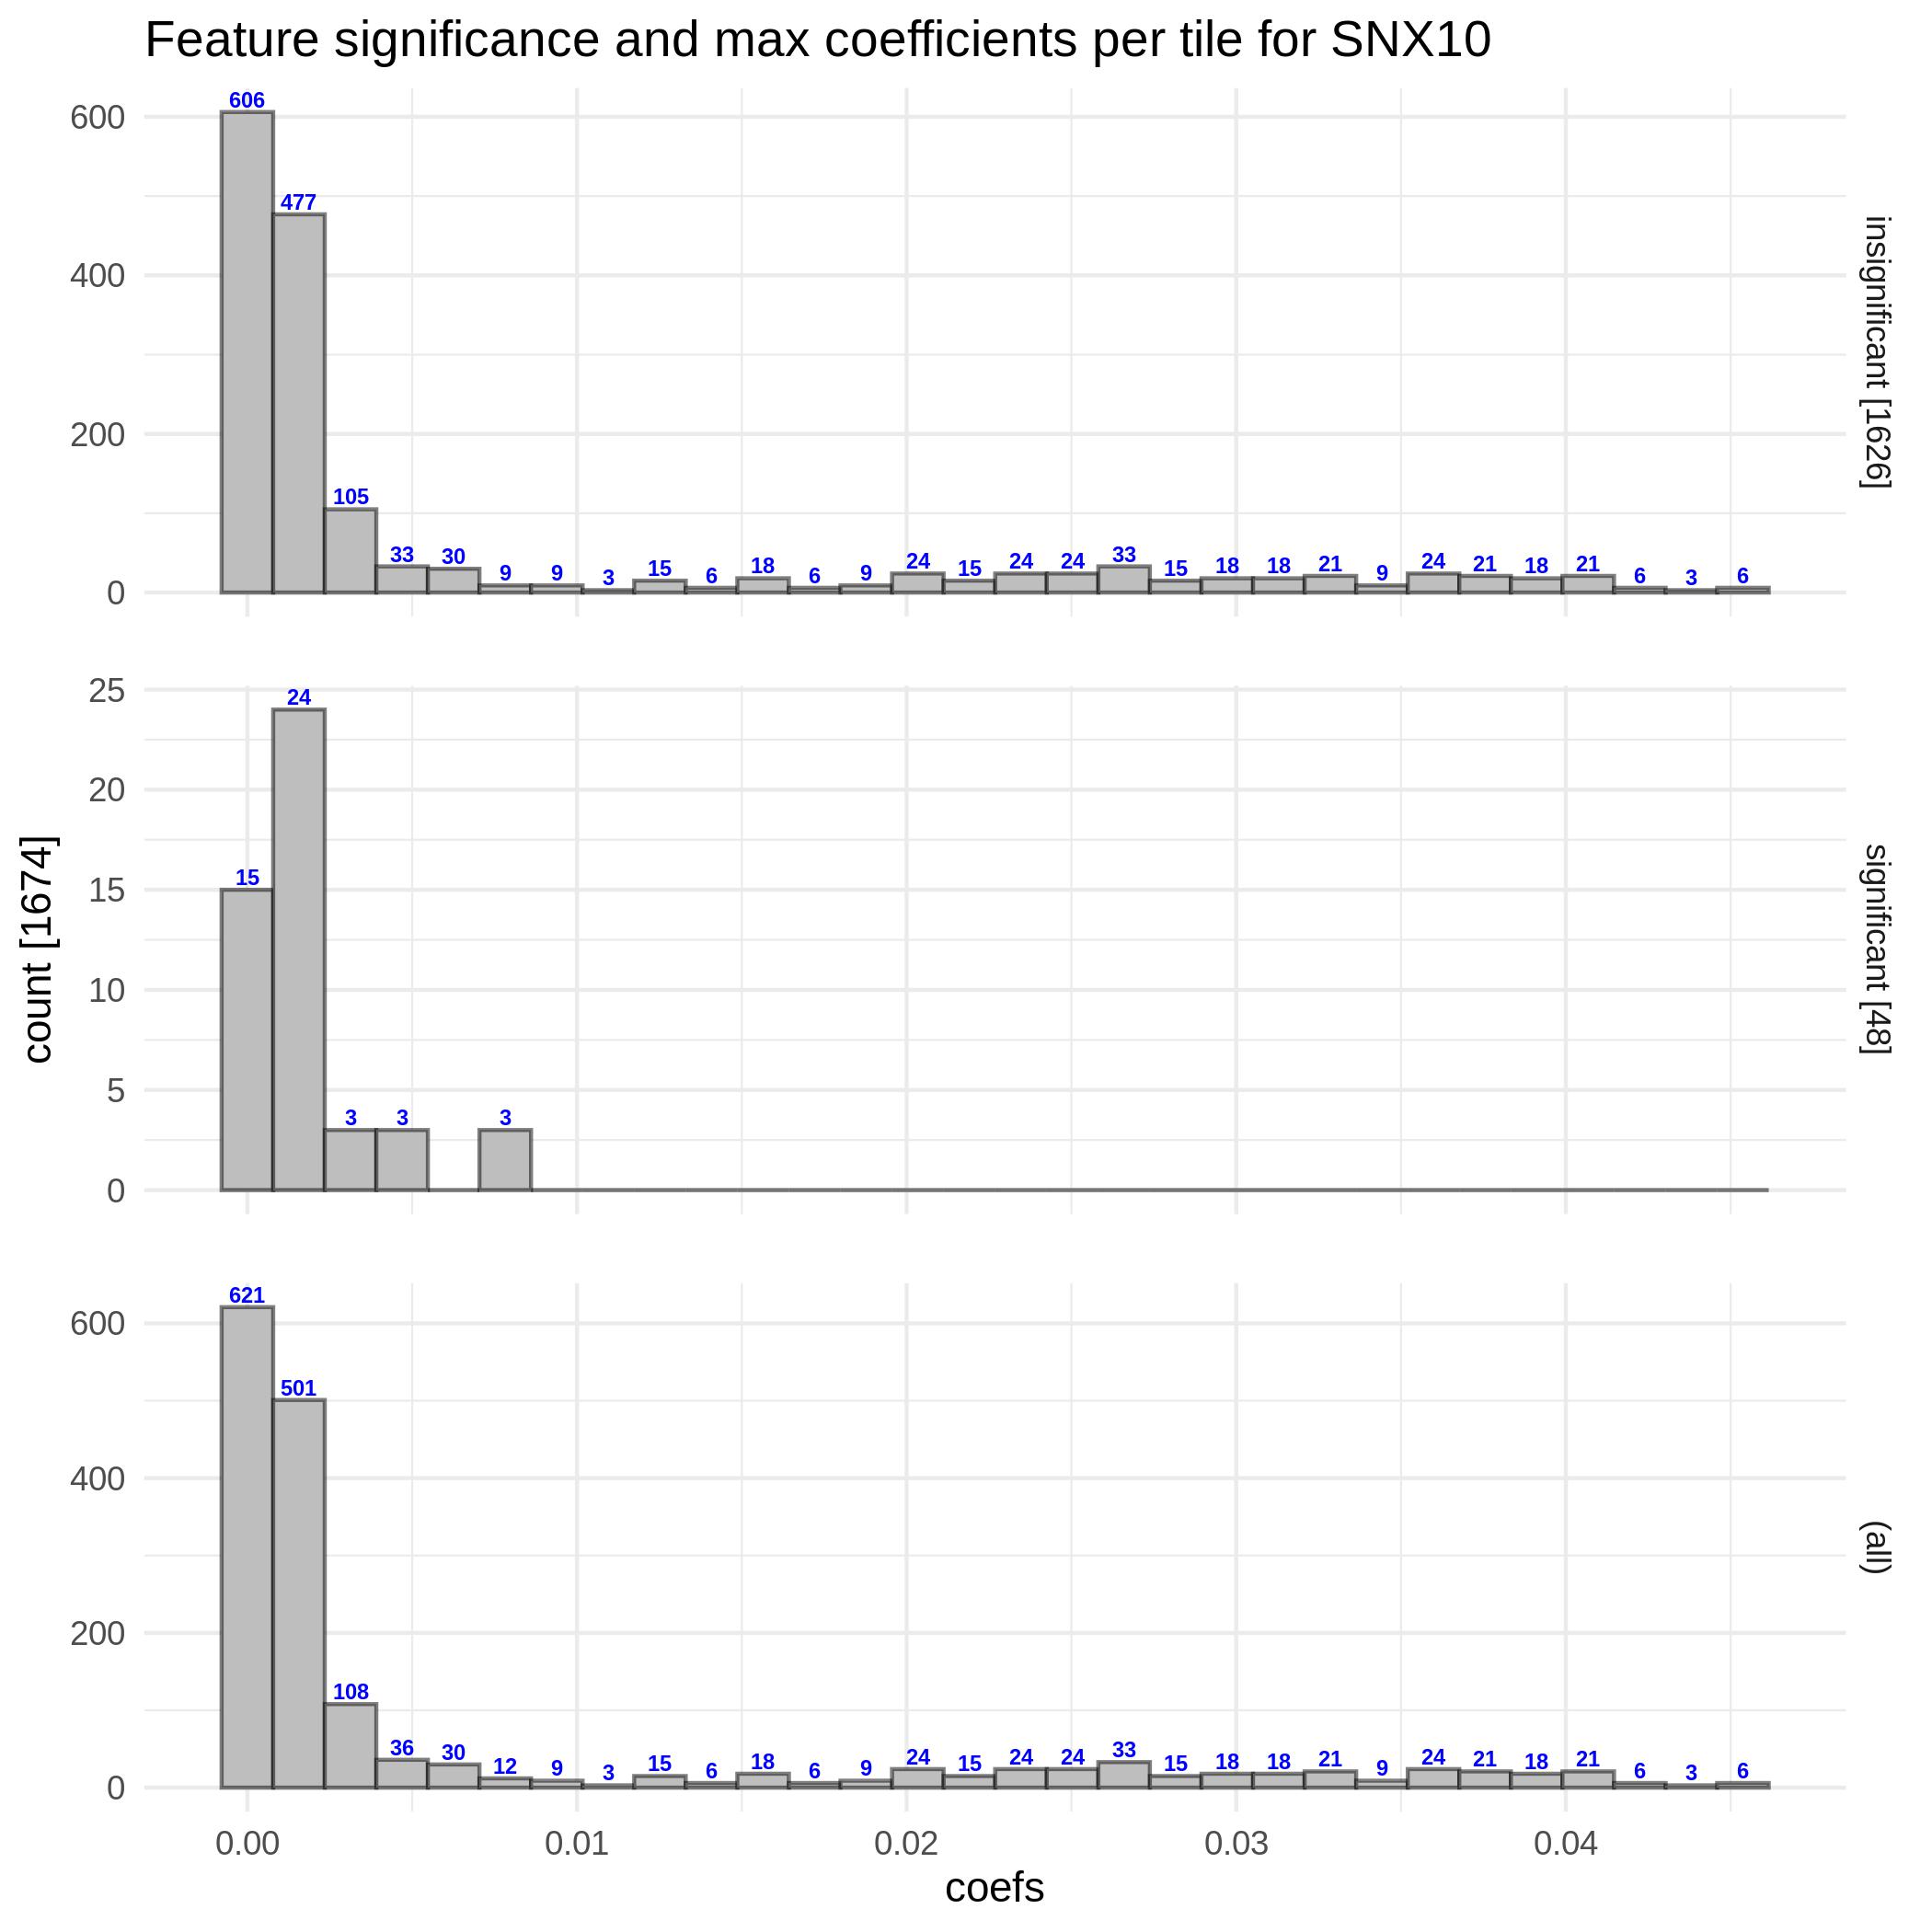 Feature significance and max coefficients per tile for SNX10
606
600
477
400
200
105
33 30 9 9 3 15 6 18 6 9 24 15 24 24 33 15 18 18 21 9 24 21 18 21 6 3 6
0
insignificant [1626]
25
24
20
15
15
10
5
3 3 3
0
significant [48]
count [1674]
621
600
501
400
200
108
36 30 12 9 3 15 6 18 6 9 24 15 24 24 33 15 18 18 21 9 24 21 18 21 6 3 6
0
(all)
0.00 0.01 0.02 0.03 0.04
coefs